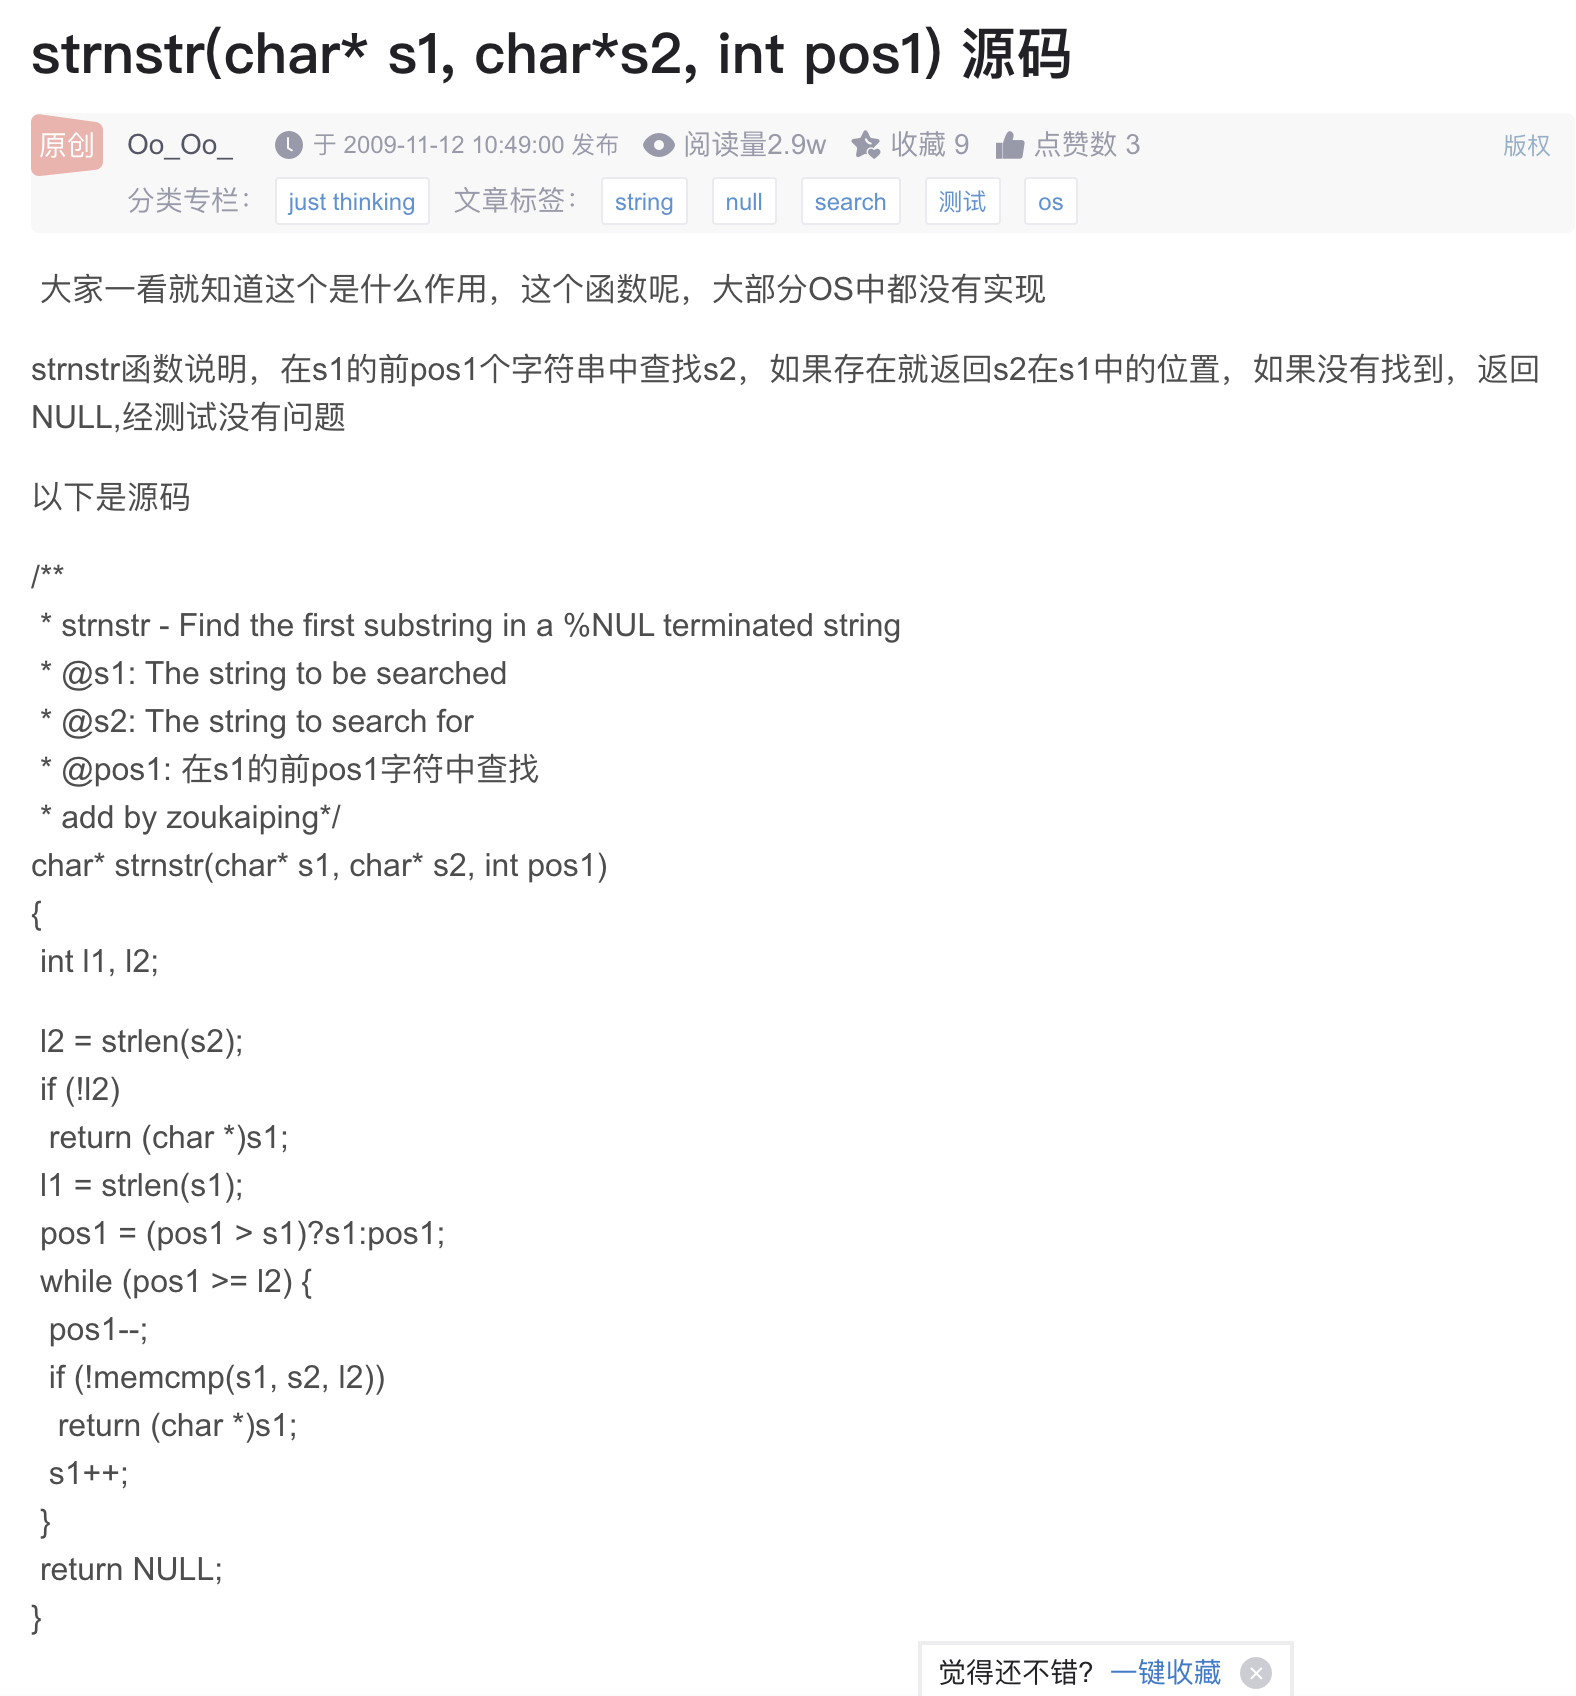 strnstr(char* s1, char*s2, int pos1) 源码
原创 Oo_Oo_ 于 2009-11-12 10:49:00 发布 阅读量2.9w 收藏 9 点赞数 3 版权
分类专栏： just thinking 文章标签： string null search 测试 os
大家一看就知道这个是什么作用，这个函数呢，大部分OS中都没有实现
strnstr函数说明，在s1的前pos1个字符串中查找s2，如果存在就返回s2在s1中的位置，如果没有找到，返回
NULL,经测试没有问题
以下是源码
/**
* strnstr - Find the first substring in a %NUL terminated string
* @s1: The string to be searched
* @s2: The string to search for
* @pos1: 在s1的前pos1字符中查找
* add by zoukaiping*/
char* strnstr(char* s1, char* s2, int pos1)
{
int l1, l2;
l2 = strlen(s2);
if (!l2)
return (char *)s1;
l1 = strlen(s1);
pos1 = (pos1 > s1)?s1:pos1;
while (pos1 >= l2) {
pos1--;
if (!memcmp(s1, s2, l2))
return (char *)s1;
s1++;
}
return NULL;
}
觉得还不错? 一键收藏